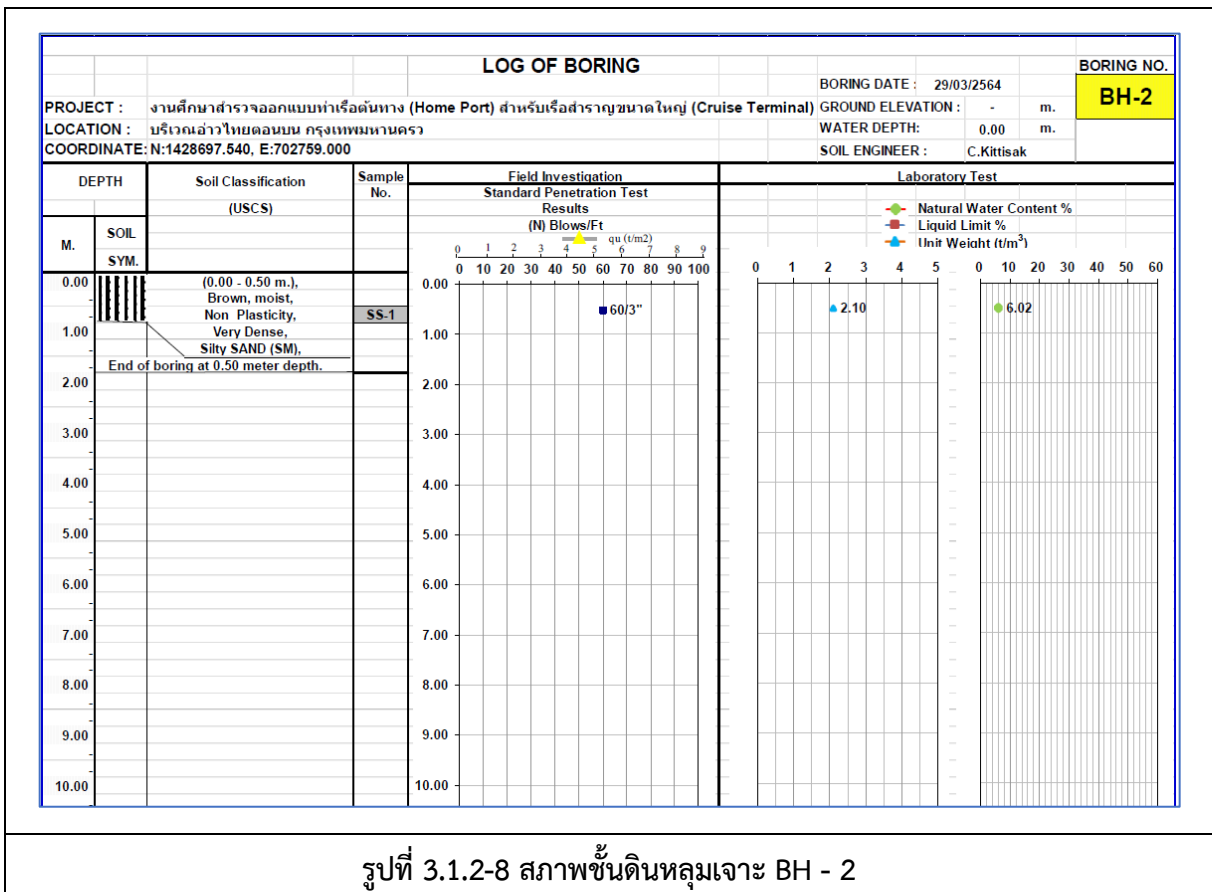 LOG OF BORING
BORING NO.
BORING DATE : 29/03/2564
BH-2
PROJECT : งานศึกษาสำรวจออกแบบท่าเรือต้นทาง (Home Port) สำหรับเรือสำราญขนาดใหญ่ (Cruise Terminal) GROUND ELEVATION : - m.
LOCATION : บริเวณอ่าวไทยตอนบน กรุงเทพมหานครว WATER DEPTH: 0.00 m.
COORDINATE: N:1428697.540, E:702759.000 SOIL ENGINEER : C.Kittisak
DEPTH Soil Classification Sample Field Investigation Laboratory Test
(USCS) No. Standard Penetration Test
Results
Natural Water Content %
M. SOIL (N) Blows/Ft
Liquid Limit %
SYM. qu (t/m2)
Unit Weight (t/m³)
0 1 2 3 4 5 6 7 8 9
0 10 20 30 40 50 60 70 80 90 100
0 1 2 3 4 5
0 10 20 30 40 50 60
0.00 (0.00 - 0.50 m.), 0.00
Brown, moist,
Non Plasticity, SS-1 60/3" 2.10 6.02
1.00 Very Dense, 1.00
Silty SAND (SM),
End of boring at 0.50 meter depth.
2.00 2.00
3.00 3.00
4.00 4.00
5.00 5.00
6.00 6.00
7.00 7.00
8.00 8.00
9.00 9.00
10.00 10.00
รูปที่ 3.1.2-8 สภาพชั้นดินหลุมเจาะ BH - 2